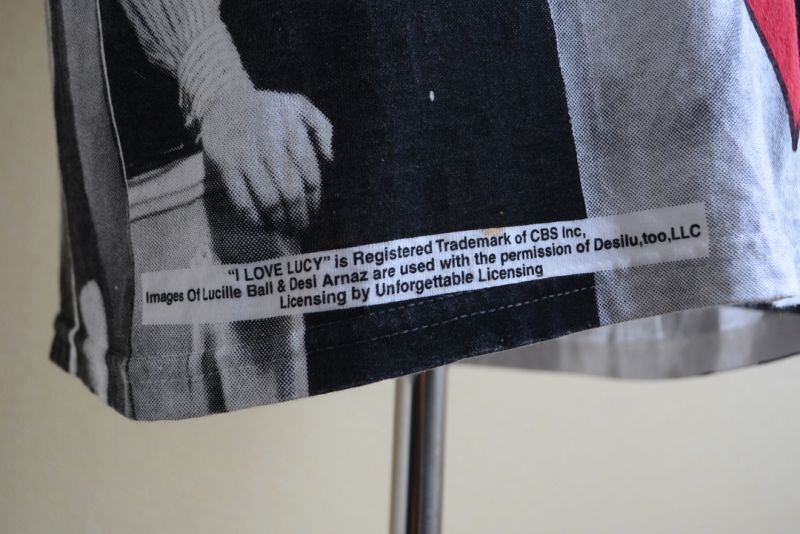 "I LOVE LUCY" is Registered Trademark of CBS Inc,
Images Of Lucille Ball & Desi Arnaz are used with the permission of Desilu,too,LLC
Licensing by Unforgettable Licensing